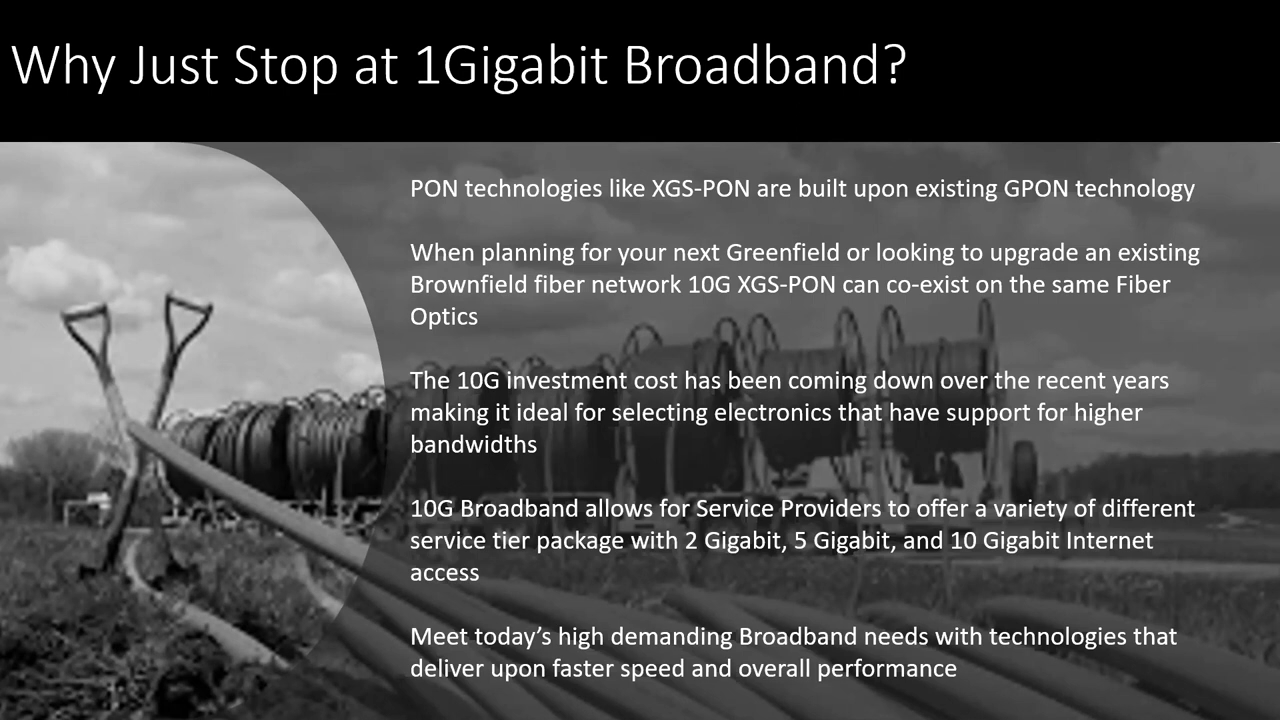 Why Just Stop at 1Gigabit Broadband?
PON technologies like XGS-PON are built upon existing GPON technology
When planning for your next Greenfield or looking to upgrade an existing
Brownfield fiber network 10G XGS-PON can co-exist on the same Fiber
Optics
The 10G investment cost has been coming down over the recent years
making it ideal for selecting electronics that have support for higher
bandwidths
10G Broadband allows for Service Providers to offer a variety of different
service tier package with 2 Gigabit, 5 Gigabit, and 10 Gigabit Internet
access
Meet today’s high demanding Broadband needs with technologies that
deliver upon faster speed and overall performance